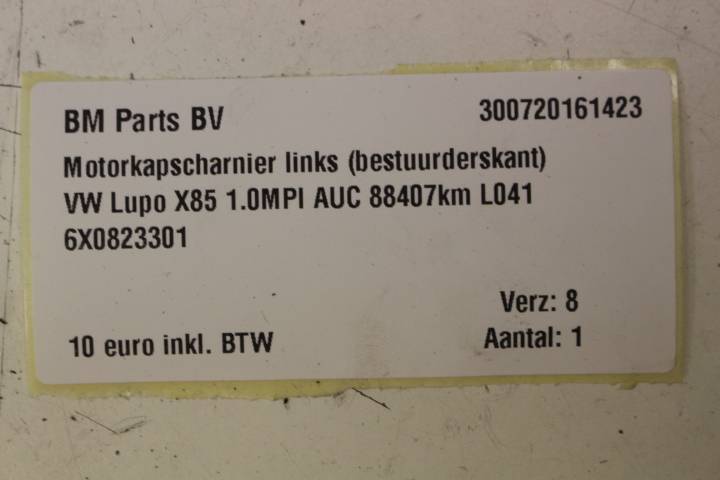 BM Parts BV 300720161423
Motorkapscharnier links (bestuurderskant)
VW Lupo X85 1.0MPI AUC 88407km L041
6X0823301
Verz: 8
10 euro inkl. BTW Aantal: 1